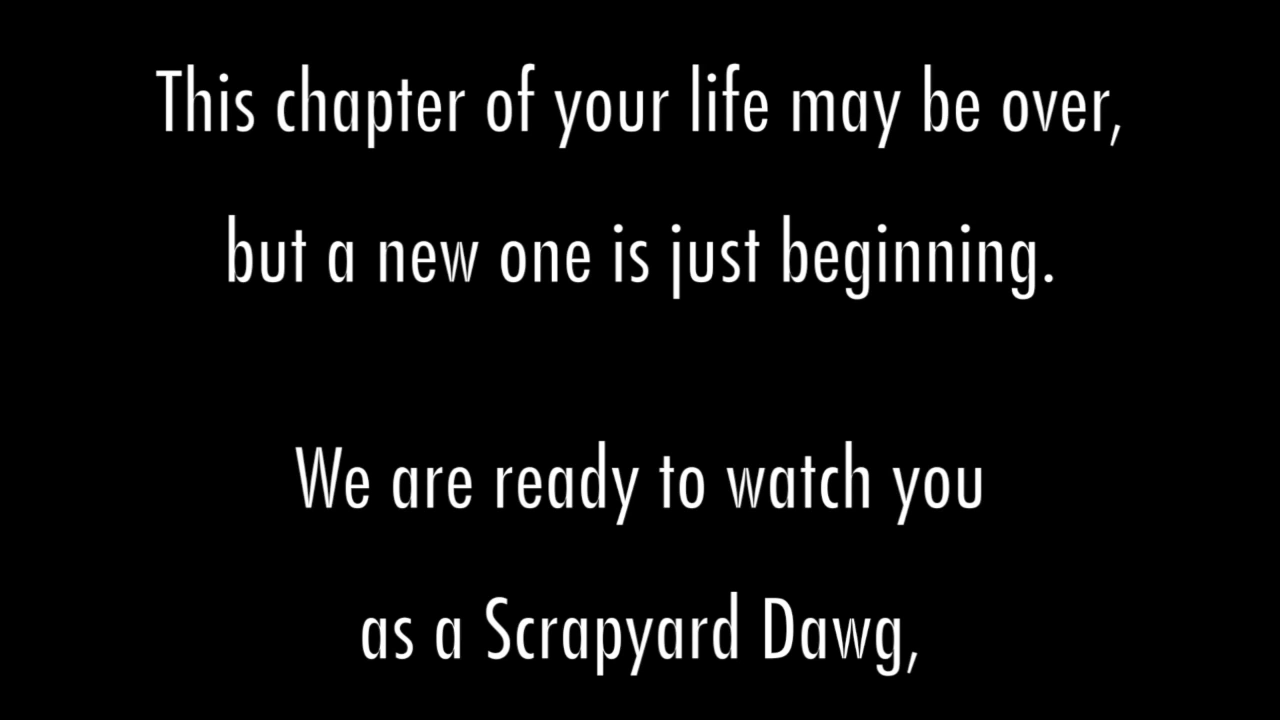 This chapter of your life may be over,
but a new one is just beginning.
We are ready to watch you
as a Scrapyard Dawg,